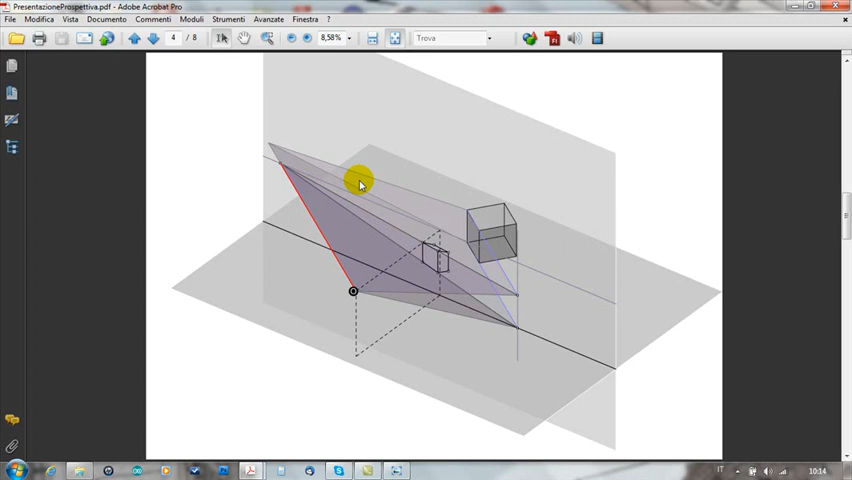 PresentazioneProspettiva.pdf - Adobe Acrobat Pro
File Modifica Vista Documento Commenti Moduli Strumenti Avanzate Finestra ?
4 / 8 8,58% Trova
O
IT 10:14